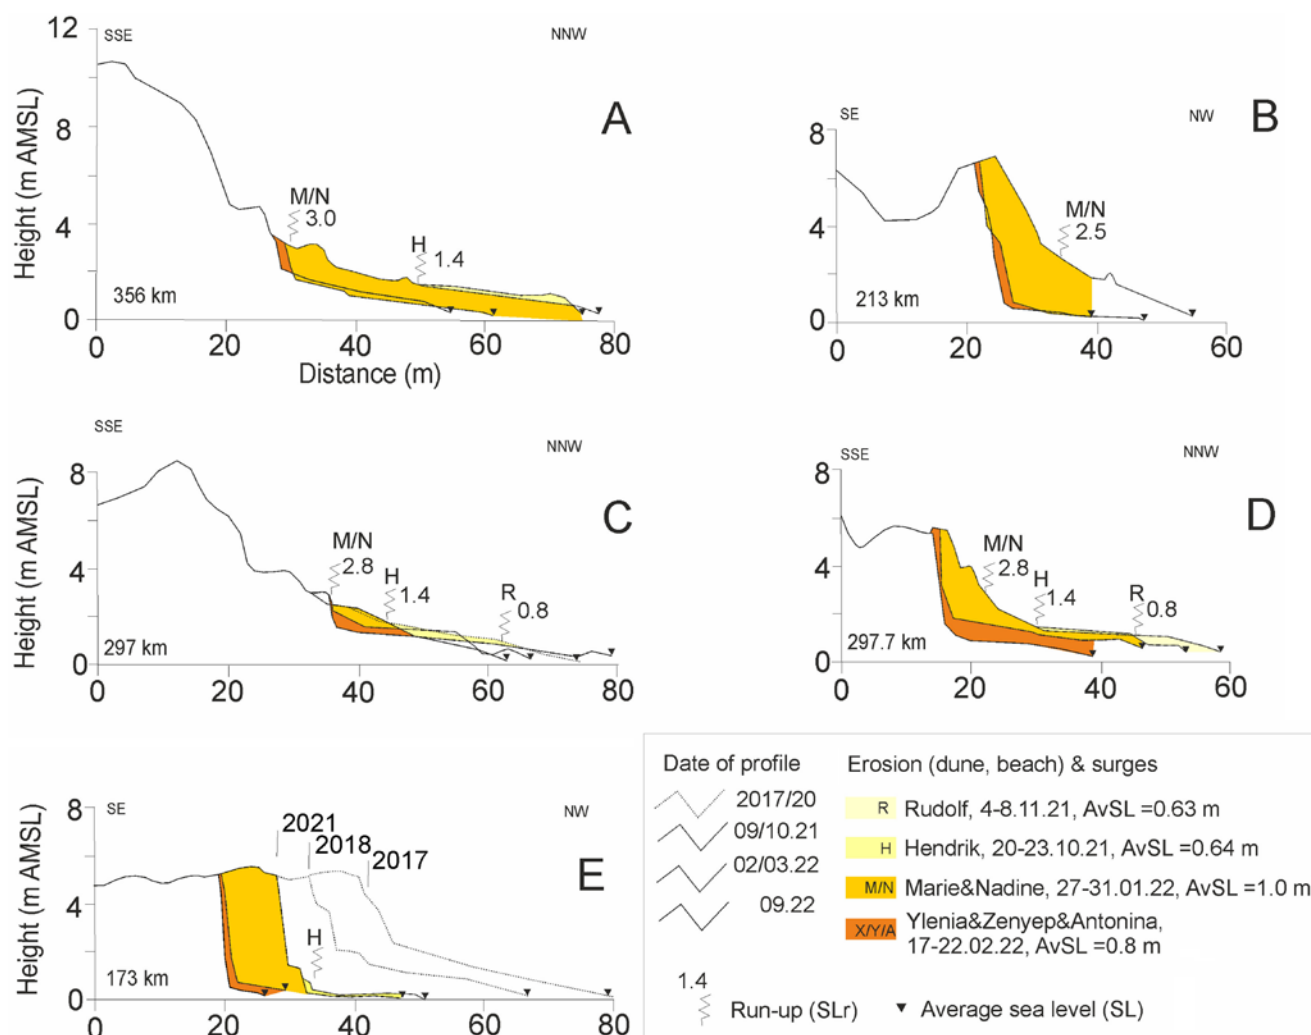 SSE
NNW
A
12
8
4
0
Height (m AMSL)
M/N
3.0
H
1.4
356 km
0
20
40
60
80
Distance (m)
SE
NW
B
8
4
0
M/N
2.5
213 km
0
20
40
60
SSE
NNW
C
8
4
0
Height (m AMSL)
M/N
2.8
H
1.4
R
0.8
297 km
0
20
40
60
80
SSE
NNW
D
8
4
0
M/N
2.8
H
1.4
R
0.8
297.7 km
0
20
40
60
SE
NW
E
8
4
0
Height (m AMSL)
2021
2018
2017
H
173 km
0
20
40
60
80
Date of profile
2017/20
09/10.21
02/03.22
09.22
1.4
Run-up (SLr)
Erosion (dune, beach) & surges
R Rudolf, 4-8.11.21, AvSL =0.63 m
H Hendrik, 20-23.10.21, AvSL =0.64 m
M/N Marie&Nadine, 27-31.01.22, AvSL =1.0 m
X/Y/A Ylenia&Zenyep&Antonina,
17-22.02.22, AvSL =0.8 m
Average sea level (SL)